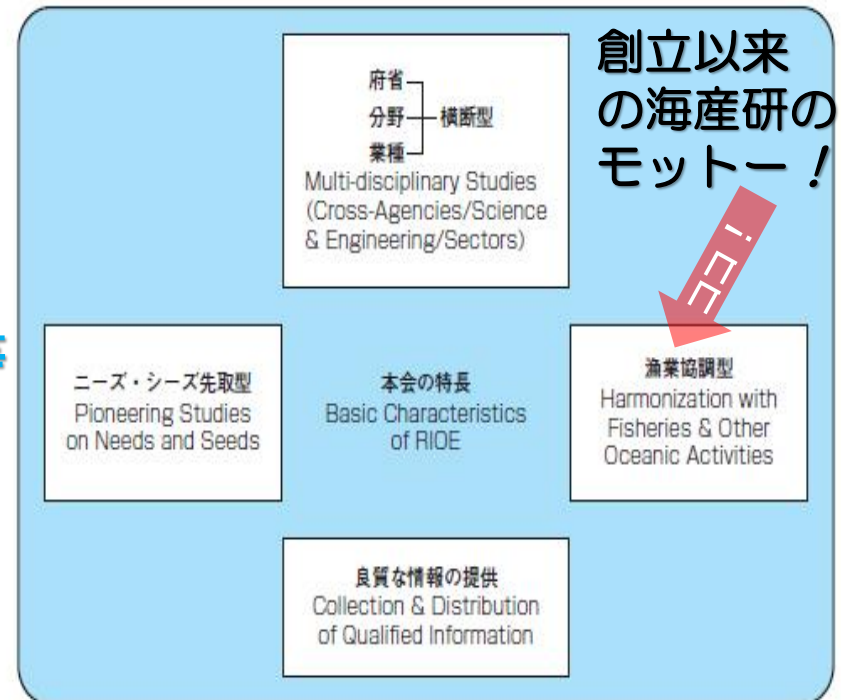 創立以来
の海産研の
モットー！
ココ！
府省
分野 横断型
業種
Multi-disciplinary Studies
(Cross-Agencies/Science
& Engineering/Sectors)
ニーズ・シーズ先取型
Pioneering Studies
on Needs and Seeds
本会の特長
Basic Characteristics
of RIOE
漁業協調型
Harmonization with
Fisheries & Other
Oceanic Activities
良質な情報の提供
Collection & Distribution
of Qualified Information